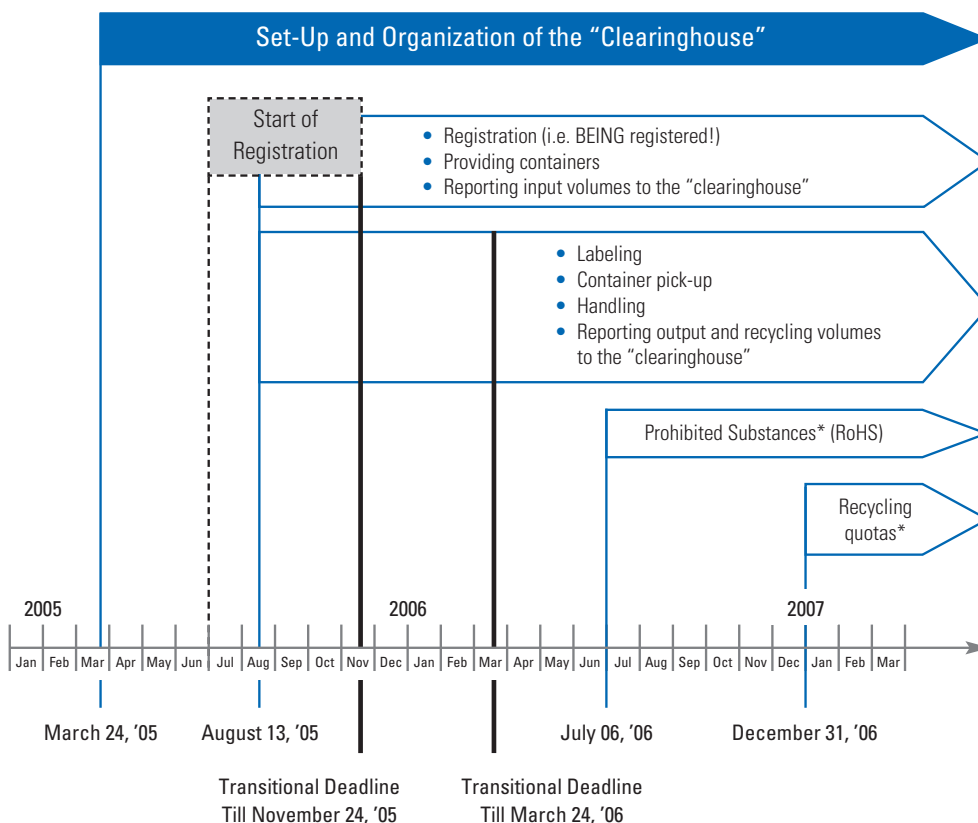 Set-Up and Organization of the “Clearinghouse”
Start of
Registration
• Registration (i.e. BEING registered!)
• Providing containers
• Reporting input volumes to the “clearinghouse”
• Labeling
• Container pick-up
• Handling
• Reporting output and recycling volumes
to the “clearinghouse”
Prohibited Substances* (RoHS)
Recycling
quotas*
2005 2006 2007
Jan Feb Mar Apr May Jun Jul Aug Sep Oct Nov Dec Jan Feb Mar Apr May Jun Jul Aug Sep Oct Nov Dec Jan Feb Mar
March 24, ’05 August 13, ’05 July 06, ’06 December 31, ’06
Transitional Deadline Transitional Deadline
Till November 24, ’05 Till March 24, ’06